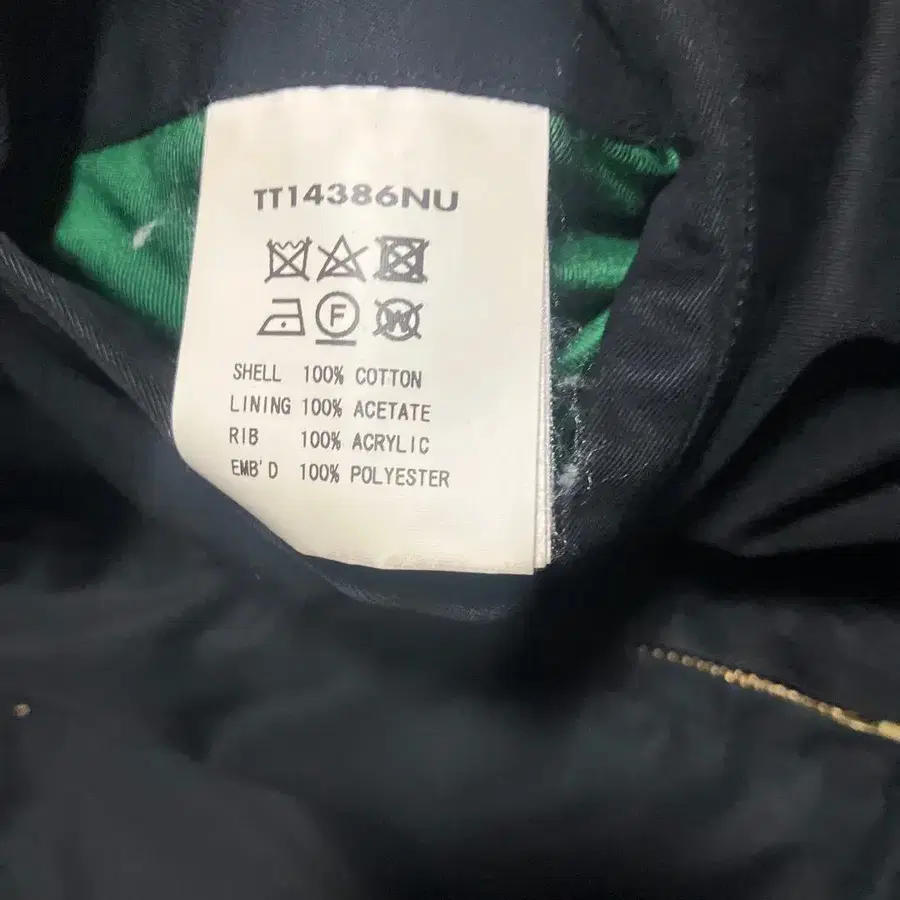 TT14386NU
F W
SHELL 100% COTTON
LINING 100% ACETATE
RIB 100% ACRYLIC
EMB'D 100% POLYESTER